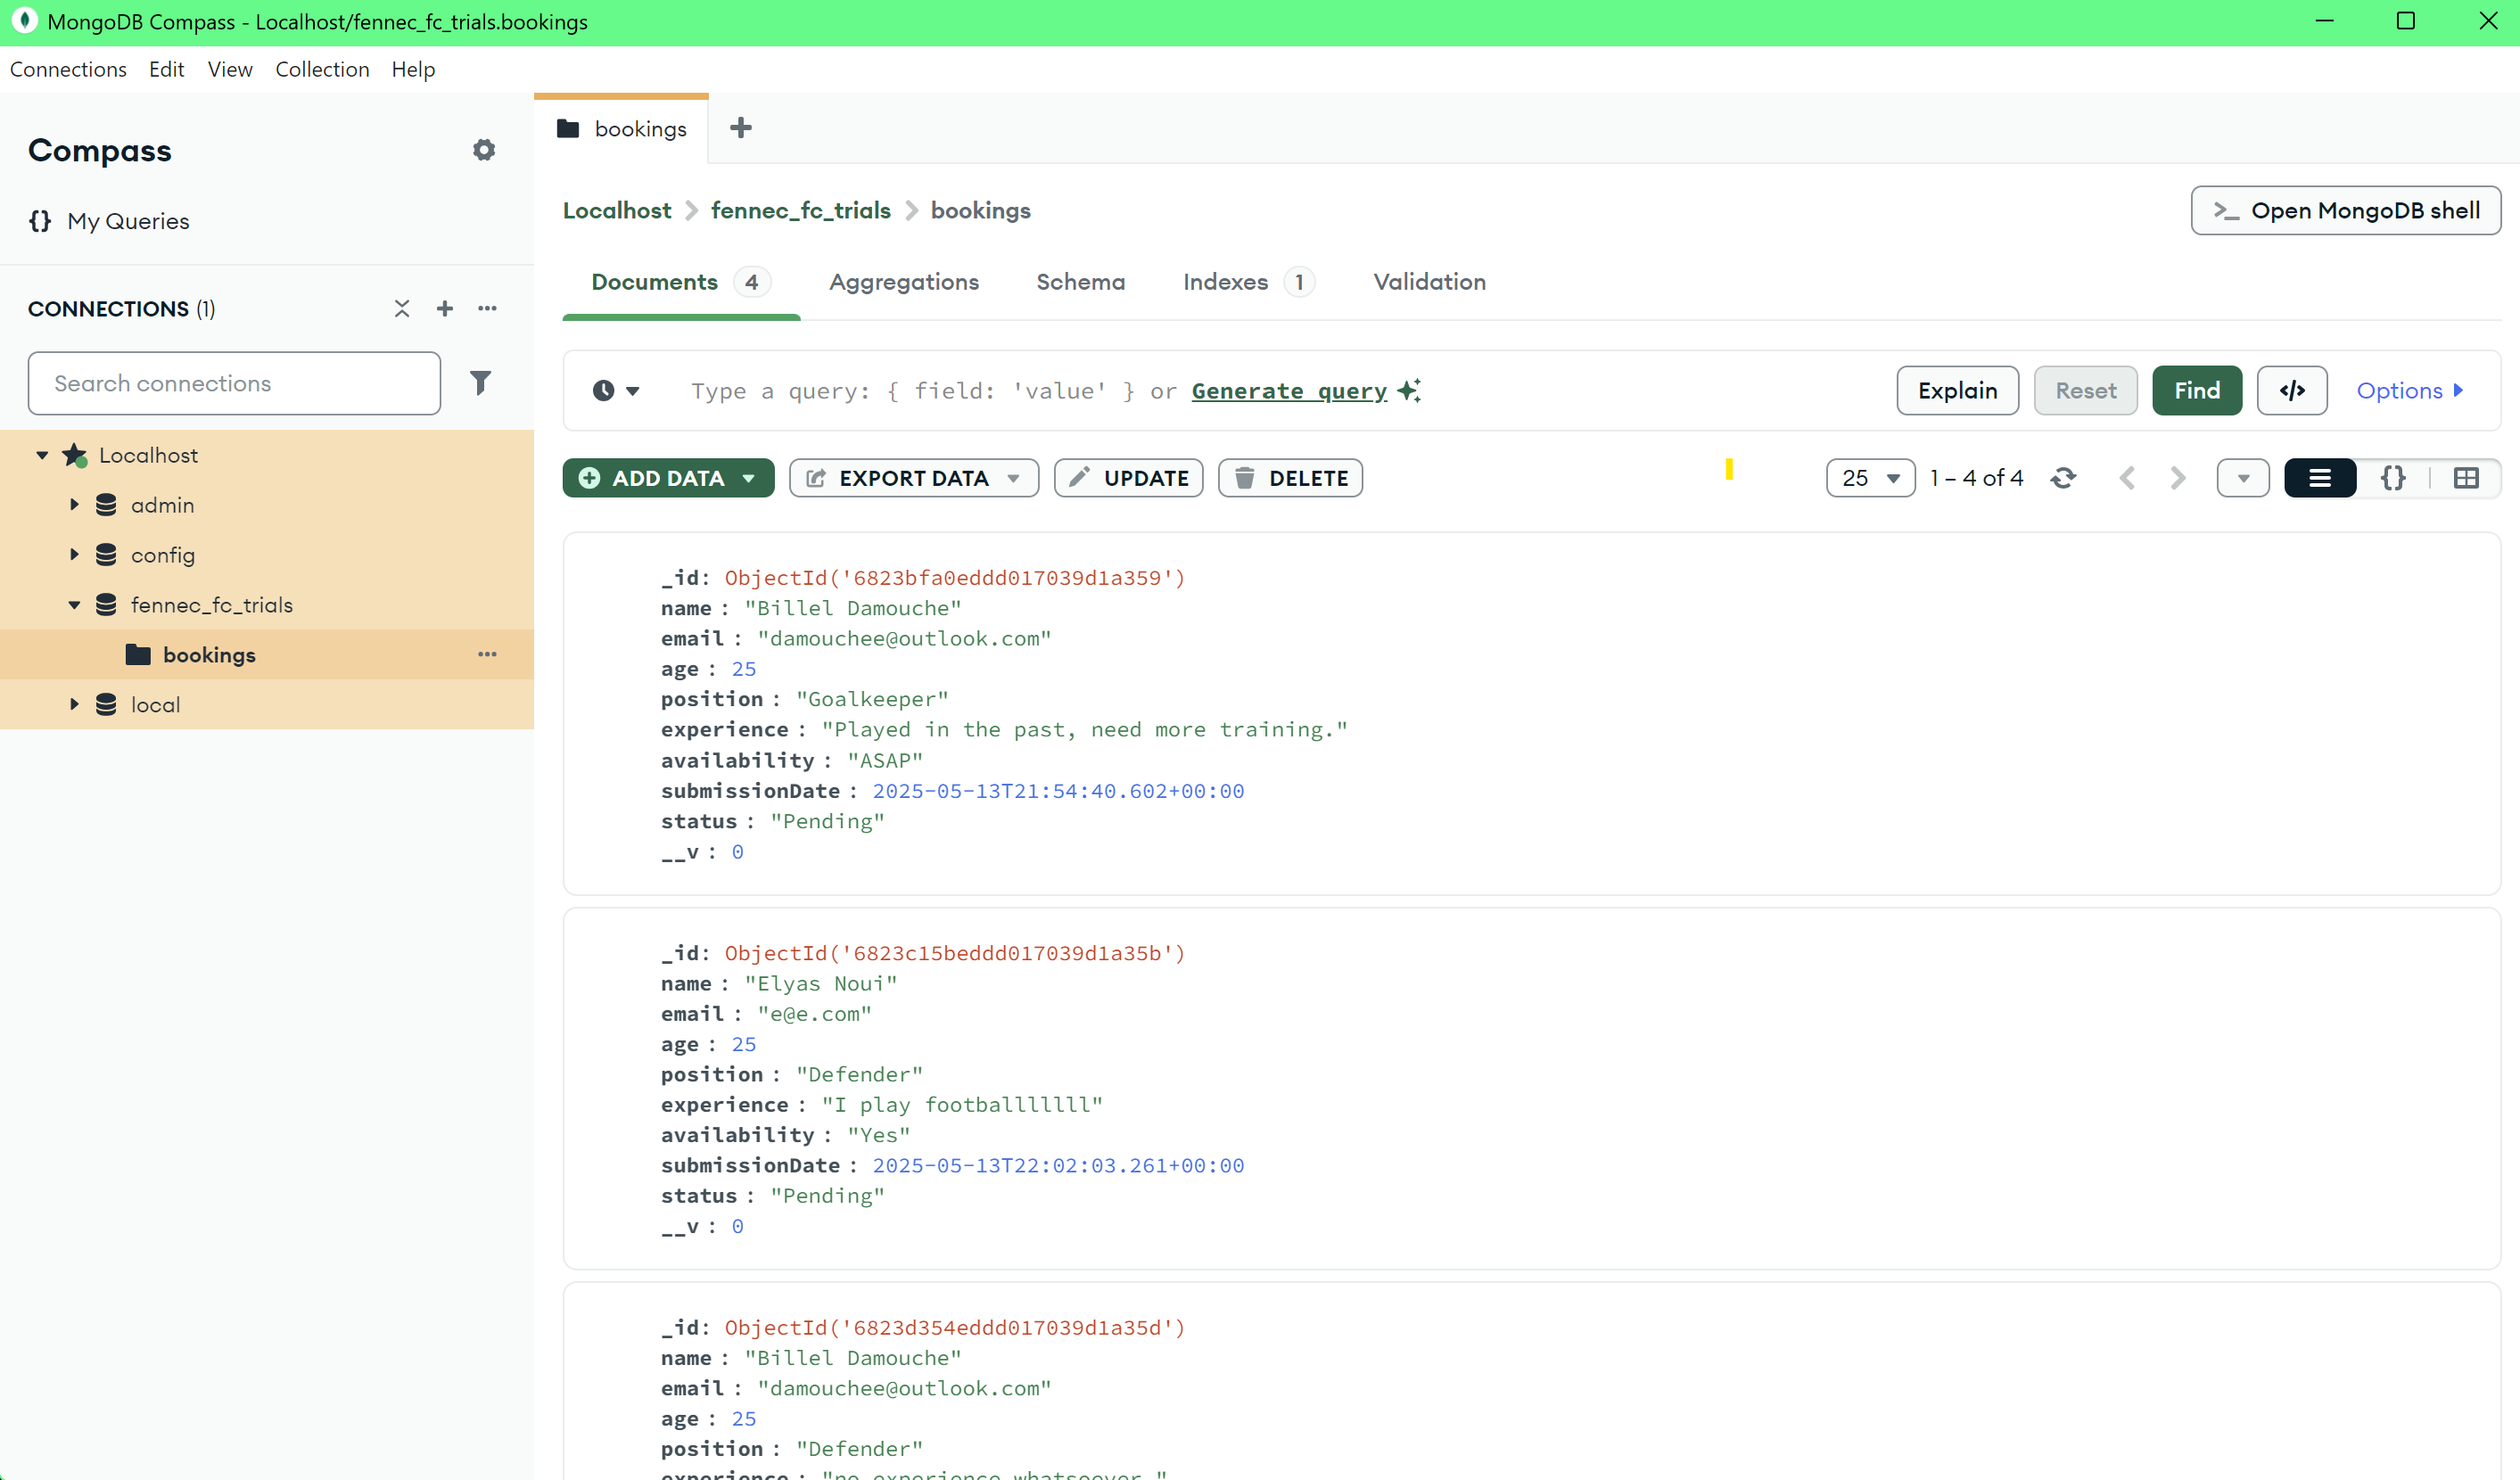 MongoDB Compass - Localhost/fennec_fc_trials.bookings
Connections Edit View Collection Help
Compass
My Queries
CONNECTIONS (1)
Search connections
Localhost
admin
config
fennec_fc_trials
bookings
local
bookings
Localhost > fennec_fc_trials > bookings
>_ Open MongoDB shell
Documents 4 Aggregations Schema Indexes 1 Validation
Type a query: { field: 'value' } or Generate query
Explain Reset Find </> Options
ADD DATA EXPORT DATA UPDATE DELETE
25 1 – 4 of 4 {}
_id: ObjectId('6823bfa0eddd017039d1a359')
name : "Billel Damouche"
email : "damouchee@outlook.com"
age : 25
position : "Goalkeeper"
experience : "Played in the past, need more training."
availability : "ASAP"
submissionDate : 2025-05-13T21:54:40.602+00:00
status : "Pending"
__v : 0
_id: ObjectId('6823c15beddd017039d1a35b')
name : "Elyas Noui"
email : "e@e.com"
age : 25
position : "Defender"
experience : "I play footballlllllll"
availability : "Yes"
submissionDate : 2025-05-13T22:02:03.261+00:00
status : "Pending"
__v : 0
_id: ObjectId('6823d354eddd017039d1a35d')
name : "Billel Damouche"
email : "damouchee@outlook.com"
age : 25
position : "Defender"
experience : "no experience whatsoever."